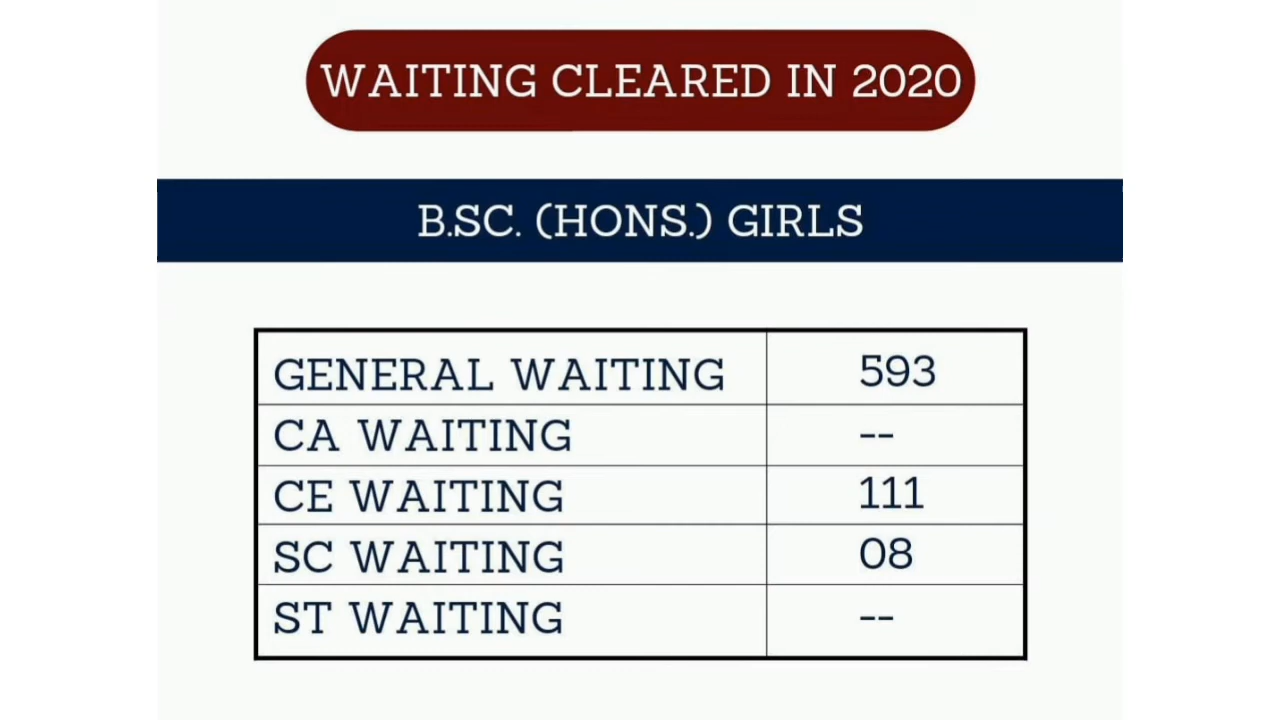 WAITING CLEARED IN 2020
B.SC. (HONS.) GIRLS
GENERAL WAITING 593
CA WAITING --
CE WAITING 111
SC WAITING 08
ST WAITING --